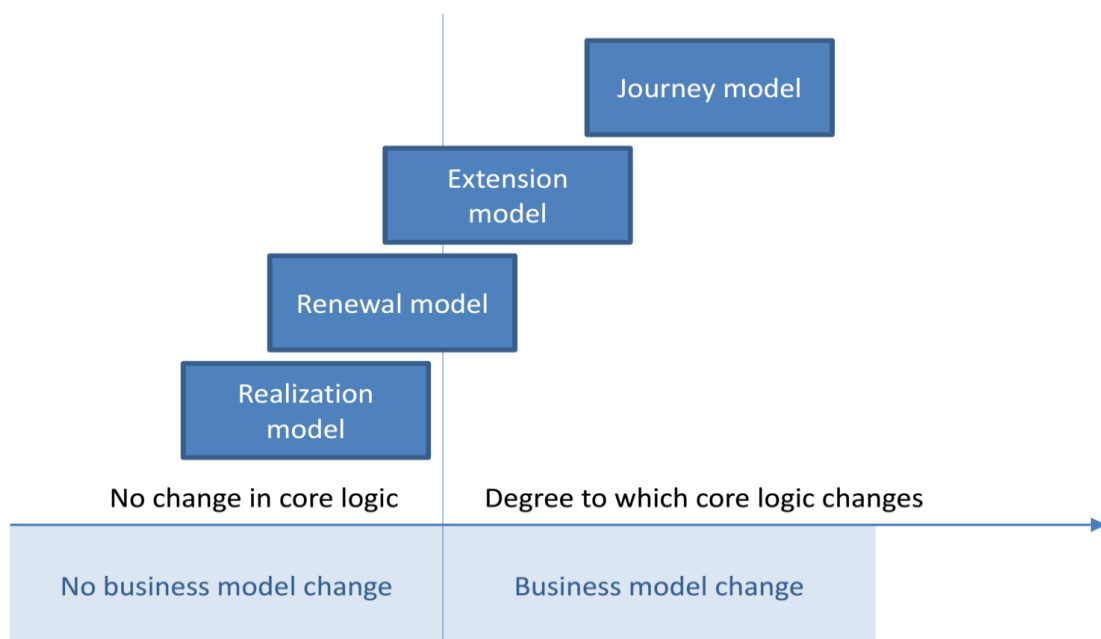 Journey model
Extension
model
Renewal model
Realization
model
No change in core logic
Degree to which core logic changes
No business model change
Business model change